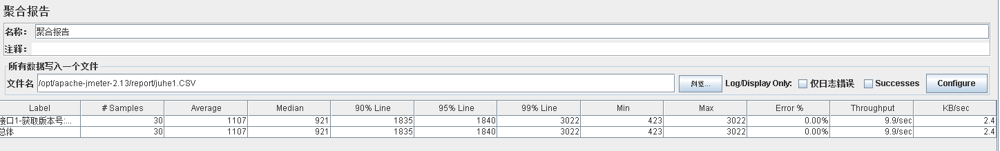 聚合报告
名称： 聚合报告
注释：
所有数据写入一个文件
文件名 /opt/apache-jmeter-2.13/report/juhe1.CSV 浏览... Log/Display Only: 仅日志错误 Successes Configure
Label # Samples Average Median 90% Line 95% Line 99% Line Min Max Error % Throughput KB/sec
接口1-获取版本号:... 30 1107 921 1835 1840 3022 423 3022 0.00% 9.9/sec 2.4
总体 30 1107 921 1835 1840 3022 423 3022 0.00% 9.9/sec 2.4